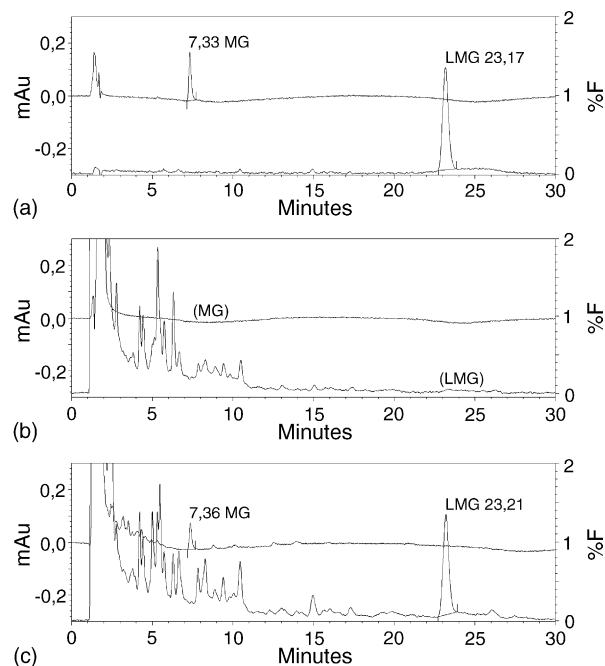 2
0,2
7,33 MG
LMG 23,17
mAu
0,0
1
%F
-0,2
0
0 5 10 15 20 25 30
(a)
Minutes
2
0,2
mAu
(MG)
0,0
1
%F
-0,2
(LMG)
0
0 5 10 15 20 25 30
(b)
Minutes
2
0,2
7,36 MG
LMG 23,21
mAu
0,0
1
%F
-0,2
0
0 5 10 15 20 25 30
(c)
Minutes